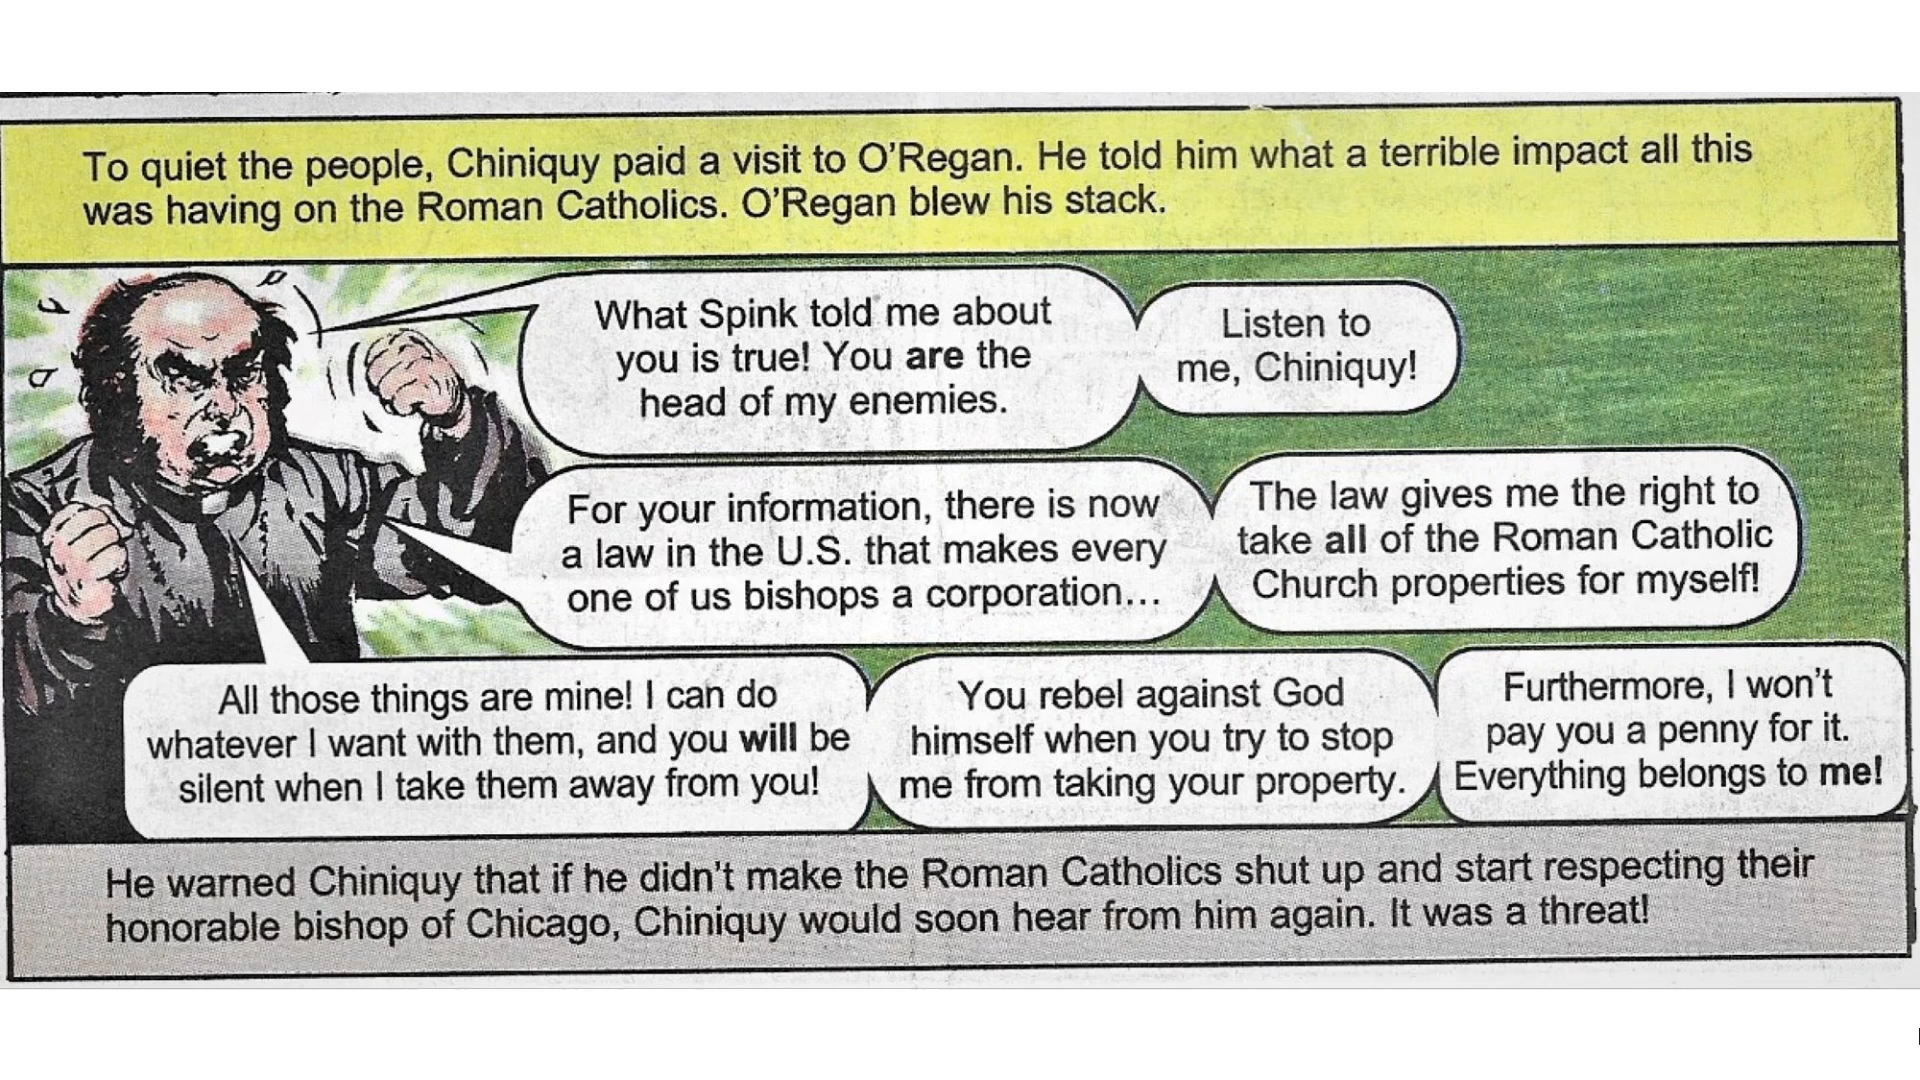 To quiet the people, Chiniquy paid a visit to O'Regan. He told him what a terrible impact all this
was having on the Roman Catholics. O'Regan blew his stack.
What Spink told me about
you is true! You are the
head of my enemies.
Listen to
me, Chiniquy!
For your information, there is now
a law in the U.S. that makes every
one of us bishops a corporation...
The law gives me the right to
take all of the Roman Catholic
Church properties for myself!
All those things are mine! I can do
whatever I want with them, and you will be
silent when I take them away from you!
You rebel against God
himself when you try to stop
me from taking your property.
Furthermore, I won't
pay you a penny for it.
Everything belongs to me!
He warned Chiniquy that if he didn't make the Roman Catholics shut up and start respecting their
honorable bishop of Chicago, Chiniquy would soon hear from him again. It was a threat!